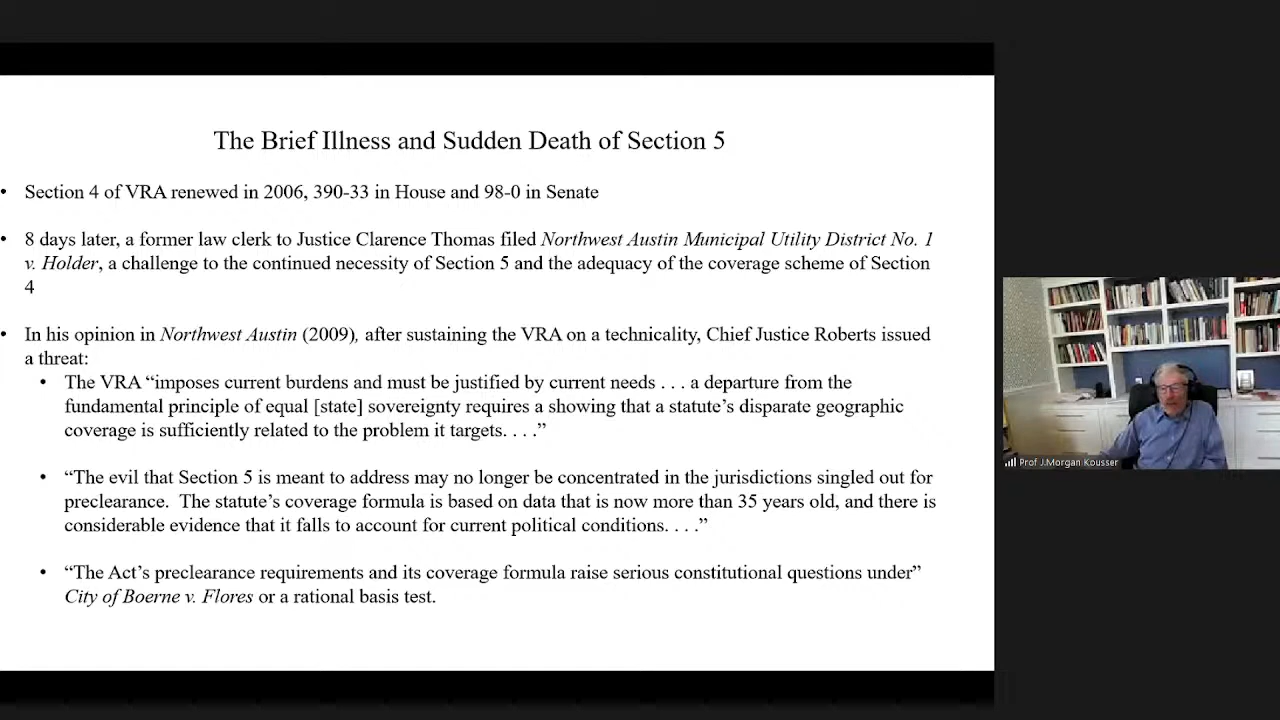 The Brief Illness and Sudden Death of Section 5
• Section 4 of VRA renewed in 2006, 390-33 in House and 98-0 in Senate
• 8 days later, a former law clerk to Justice Clarence Thomas filed Northwest Austin Municipal Utility District No. 1
v. Holder, a challenge to the continued necessity of Section 5 and the adequacy of the coverage scheme of Section
4
• In his opinion in Northwest Austin (2009), after sustaining the VRA on a technicality, Chief Justice Roberts issued
a threat:
• The VRA “imposes current burdens and must be justified by current needs . . . a departure from the
fundamental principle of equal [state] sovereignty requires a showing that a statute’s disparate geographic
coverage is sufficiently related to the problem it targets. . . .”
• “The evil that Section 5 is meant to address may no longer be concentrated in the jurisdictions singled out for
preclearance. The statute’s coverage formula is based on data that is now more than 35 years old, and there is
considerable evidence that it falls to account for current political conditions. . . .”
• “The Act’s preclearance requirements and its coverage formula raise serious constitutional questions under”
City of Boerne v. Flores or a rational basis test.
Prof J.Morgan Kousser